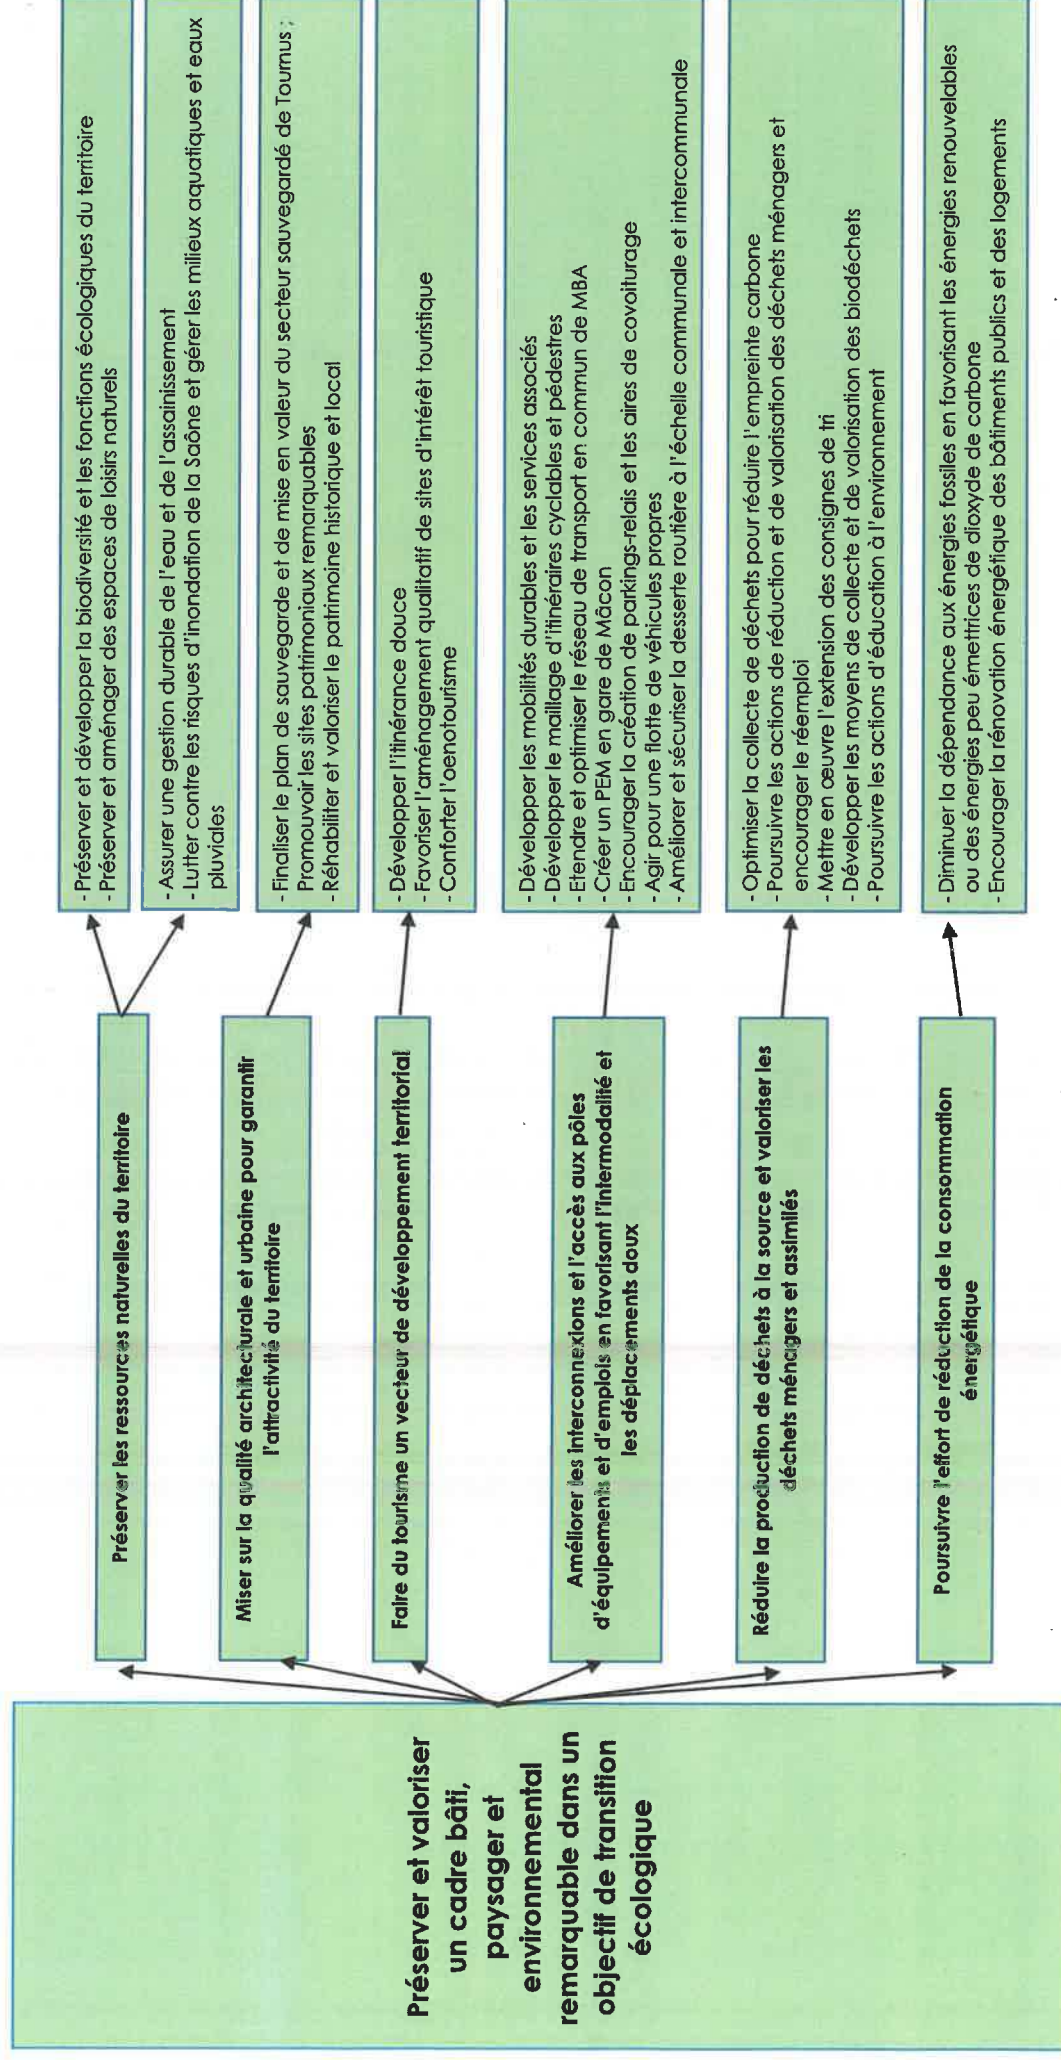 Préserver et valoriser
un cadre bâti,
paysager et
environnemental
remarquable dans un
objectif de transition
écologique
Préserver les ressources naturelles du territoire
- Préserver et développer la biodiversité et les fonctions écologiques du territoire
- Préserver et aménager des espaces de loisirs naturels
- Assurer une gestion durable de l'eau et de l'assainissement
- Lutter contre les risques d'inondation de la Saône et gérer les milieux aquatiques et eaux
pluviales
Miser sur la qualité architecturale et urbaine pour garantir
l'attractivité du territoire
- Finaliser le plan de sauvegarde et de mise en valeur du secteur sauvegardé de Tournus ;
Promouvoir les sites patrimoniaux remarquables
- Réhabiliter et valoriser le patrimoine historique et local
Faire du tourisme un vecteur de développement territorial
- Développer l'itinérance douce
- Favoriser l'aménagement qualitatif de sites d'intérêt touristique
- Conforter l'oenotourisme
Améliorer les interconnexions et l'accès aux pôles
d'équipements et d'emplois en favorisant l'intermodalité et
les déplacements doux
- Développer les mobilités durables et les services associés
- Développer le maillage d'itinéraires cyclables et pédestres
- Etendre et optimiser le réseau de transport en commun de MBA
- Créer un PEM en gare de Mâcon
- Encourager la création de parkings-relais et les aires de covoiturage
- Agir pour une flotte de véhicules propres
- Améliorer et sécuriser la desserte routière à l'échelle communale et intercommunale
Réduire la production de déchets à la source et valoriser les
déchets ménagers et assimilés
- Optimiser la collecte de déchets pour réduire l'empreinte carbone
- Poursuivre les actions de réduction et de valorisation des déchets ménagers et
encourager le réemploi
- Mettre en œuvre l'extension des consignes de tri
- Développer les moyens de collecte et de valorisation des biodéchets
- Poursuivre les actions d'éducation à l'environnement
Poursuivre l'effort de réduction de la consommation
énergétique
- Diminuer la dépendance aux énergies fossiles en favorisant les énergies renouvelables
ou des énergies peu émettrices de dioxyde de carbone
- Encourager la rénovation énergétique des bâtiments publics et des logements